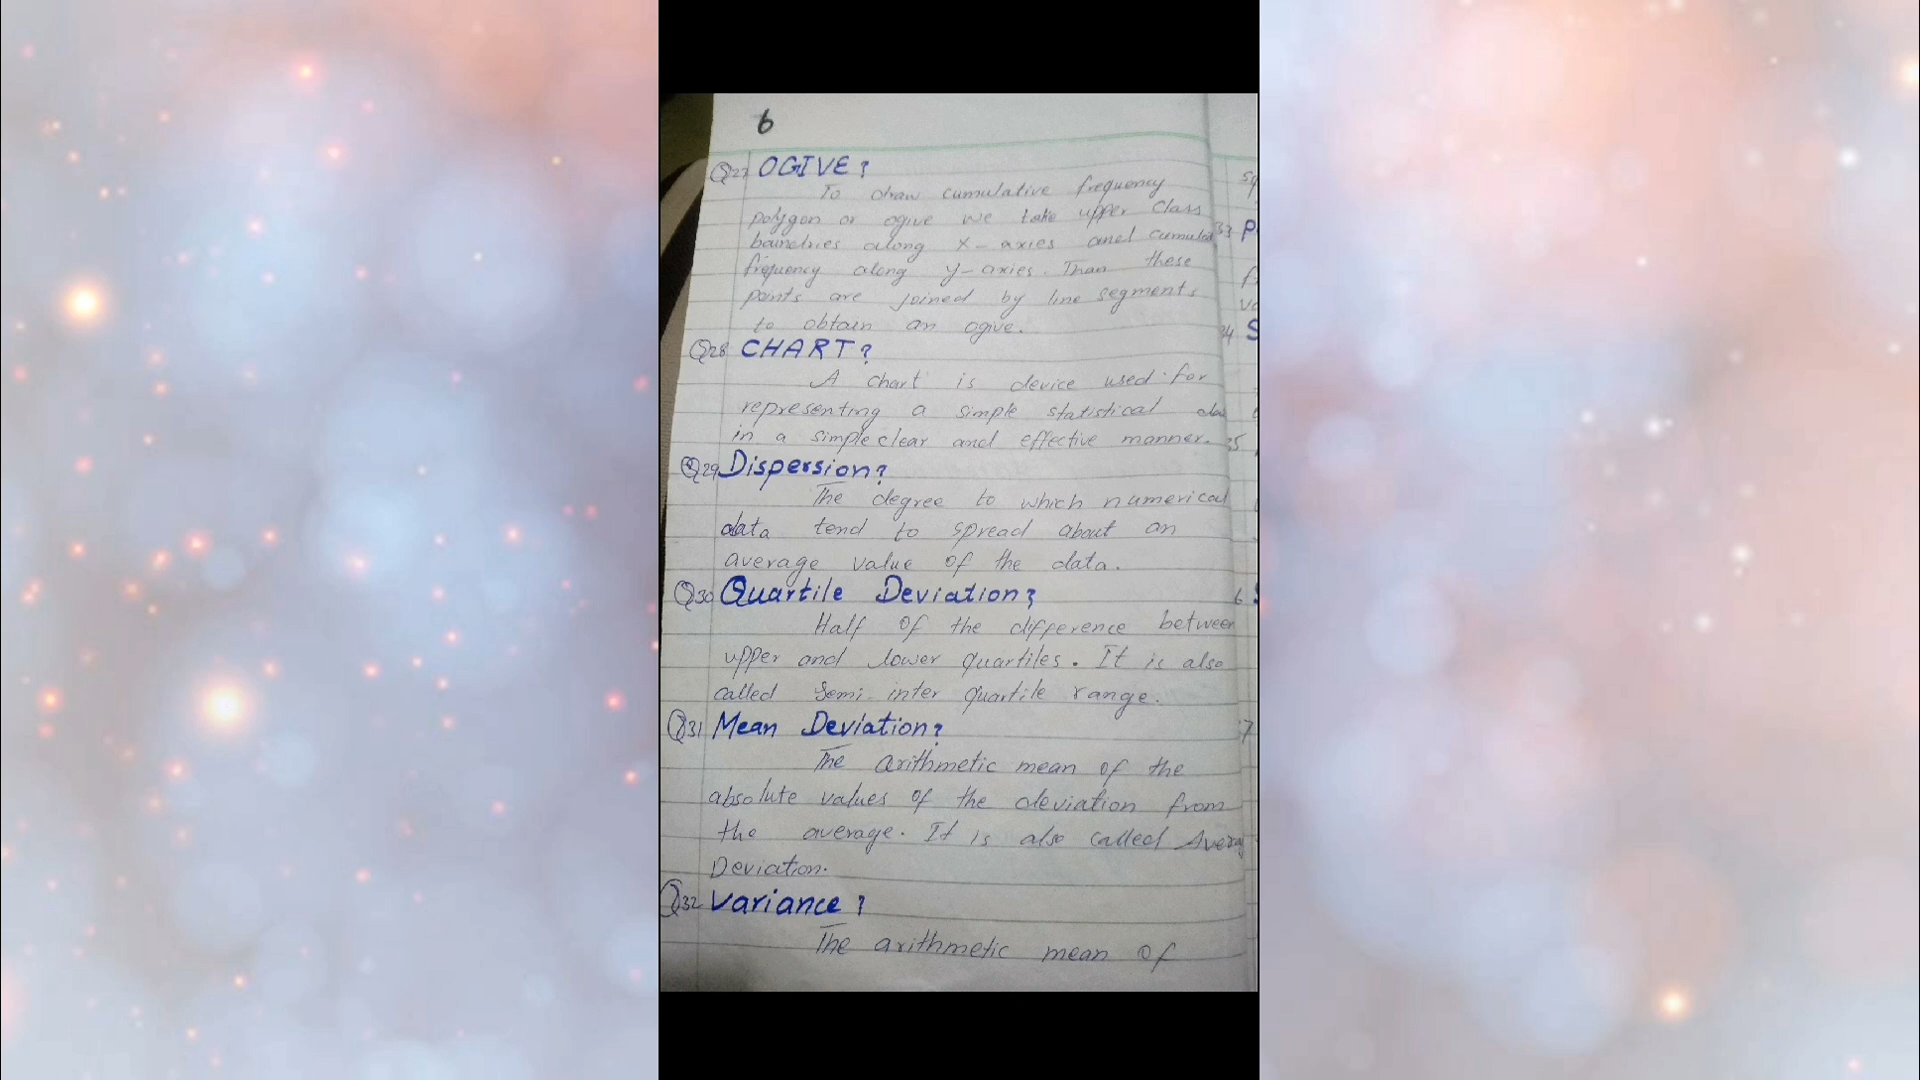 6
Q27 OGIVE?
To draw cumulative frequency
polygon or ogive we take upper class
baindries along x-axies and cumulat
frequency along y-axies. Than these
points are joined by line segments
to obtain an ogive.
Q28 CHART?
A chart is device used for
representing a simple statistical da
in a simple clear and effective manner.
Q29 Dispersion?
The degree to which numerical
data tend to spread about an
average value of the data.
Q30 Quartile Deviation?
Half of the difference between
upper and lower quartiles. It is also
called Semi-inter quartile range.
Q31 Mean Deviation?
The arithmetic mean of the
absolute values of the deviation from
the average. It is also called Averag
Deviation.
Q32 Variance?
The arithmetic mean of